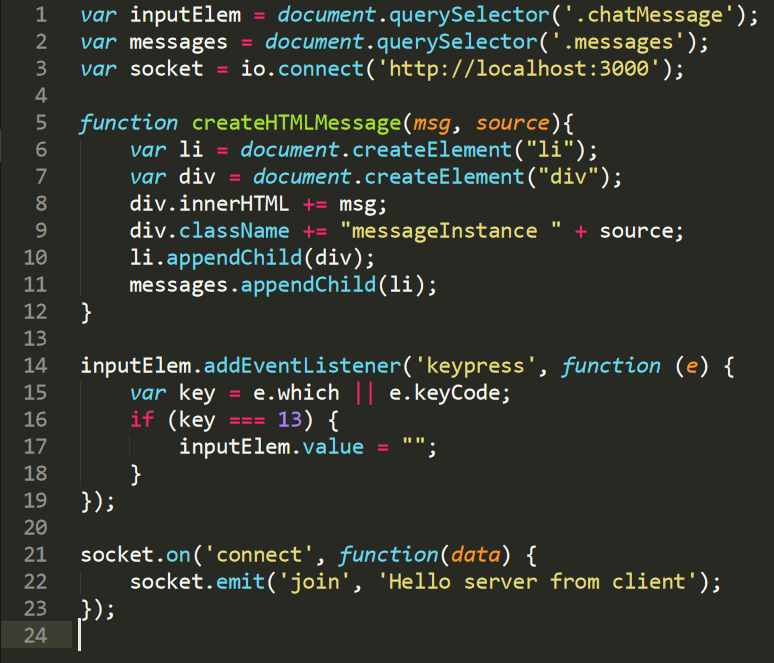 1 var inputElem = document.querySelector('.chatMessage');
2 var messages = document.querySelector('.messages');
3 var socket = io.connect('http://localhost:3000');
4
5 function createHTMLMessage(msg, source){
6     var li = document.createElement("li");
7     var div = document.createElement("div");
8     div.innerHTML += msg;
9     div.className += "messageInstance " + source;
10     li.appendChild(div);
11     messages.appendChild(li);
12 }
13
14 inputElem.addEventListener('keypress', function (e) {
15     var key = e.which || e.keyCode;
16     if (key === 13) {
17         inputElem.value = "";
18     }
19 });
20
21 socket.on('connect', function(data) {
22     socket.emit('join', 'Hello server from client');
23 });
24